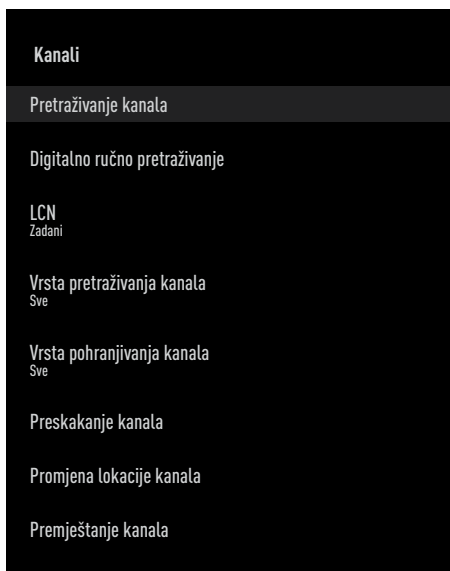 Kanali
Pretraživanje kanala
Digitalno ručno pretraživanje
LCN
Zadani
Vrsta pretraživanja kanala
Sve
Vrsta pohranjivanja kanala
Sve
Preskakanje kanala
Promjena lokacije kanala
Premještanje kanala